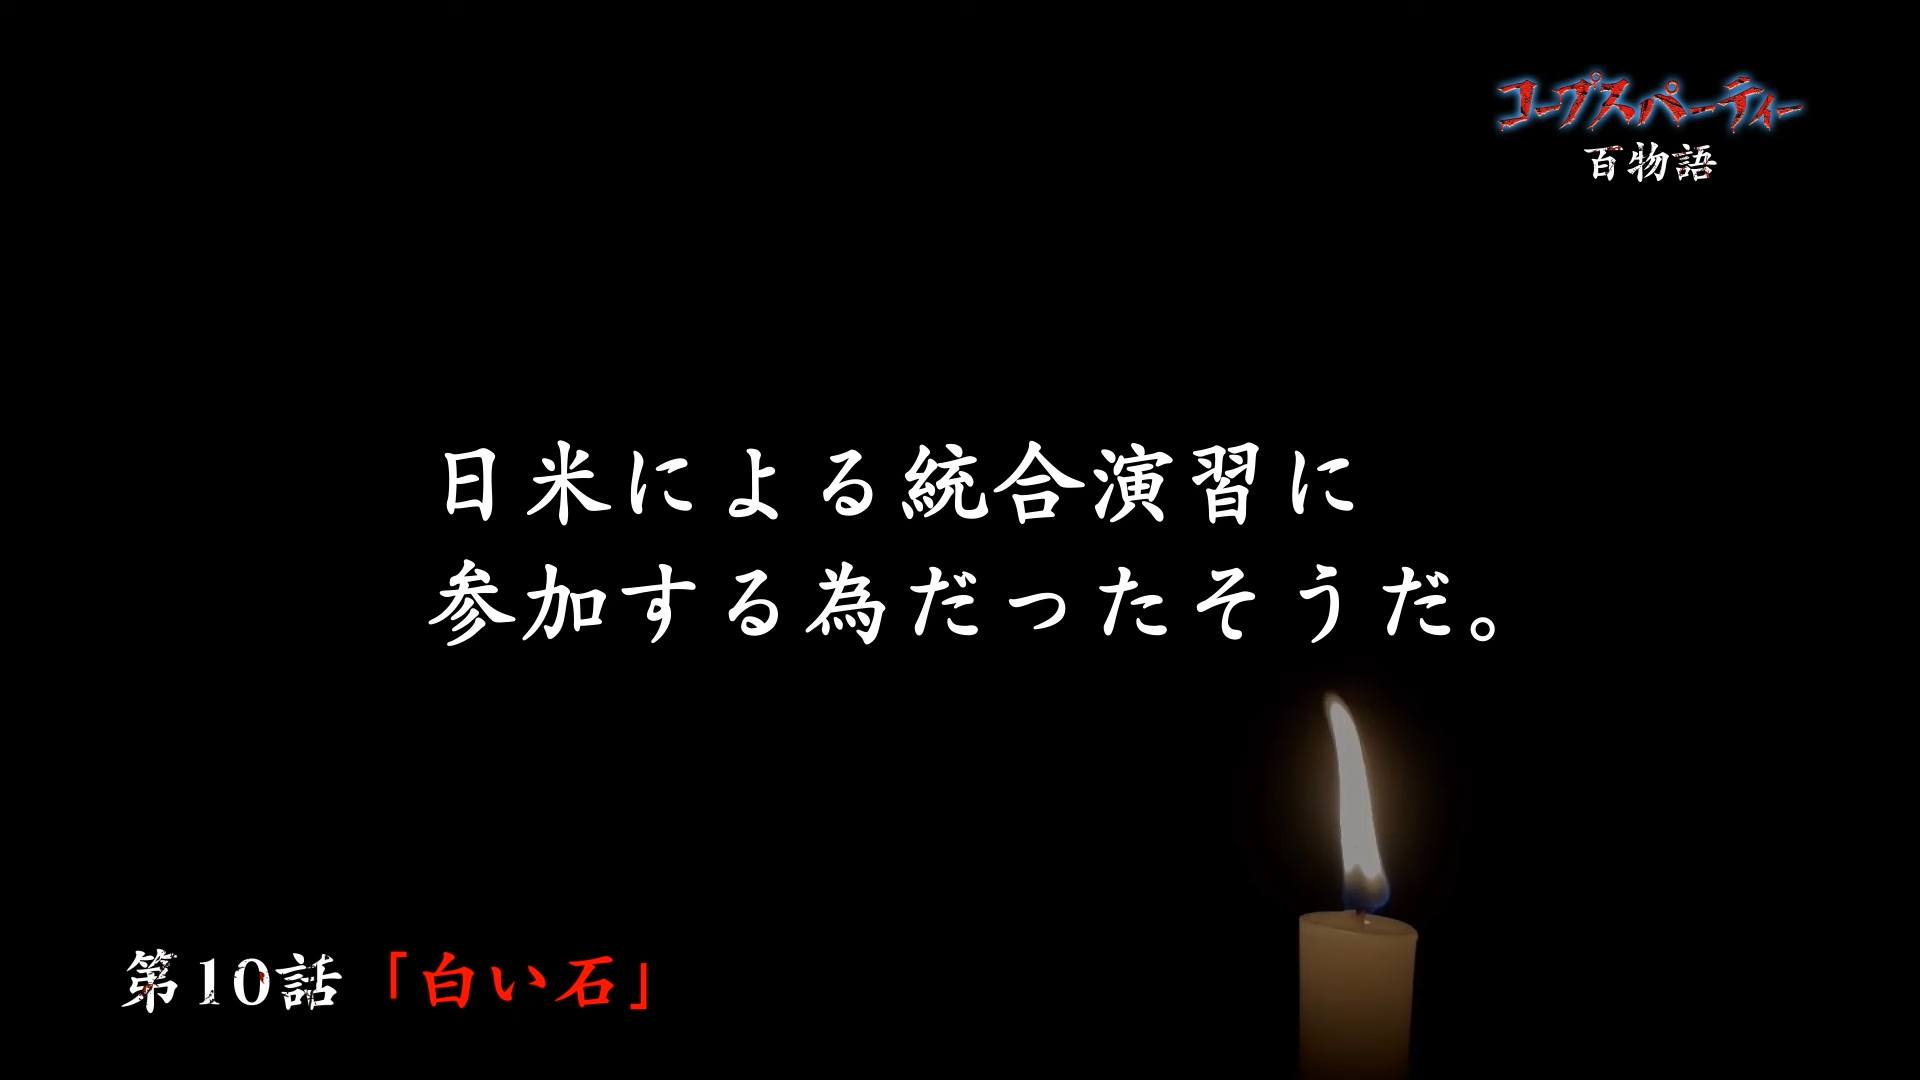 コープスパーティー
百物語
日米による統合演習に
参加する為だったそうだ。
第10話「白い石」